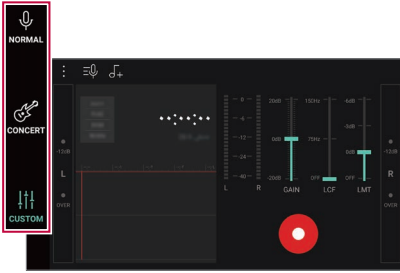 NORMAL
CONCERT
CUSTOM
-12dB
L
OVER
- 0 -
- -6 -
- -12 -
- -24 -
- -40 -
L R
20dB
0dB
-20dB
GAIN
150Hz
75Hz
OFF
LCF
-6dB
-3dB
0dB
OFF
LMT
-12dB
R
OVER